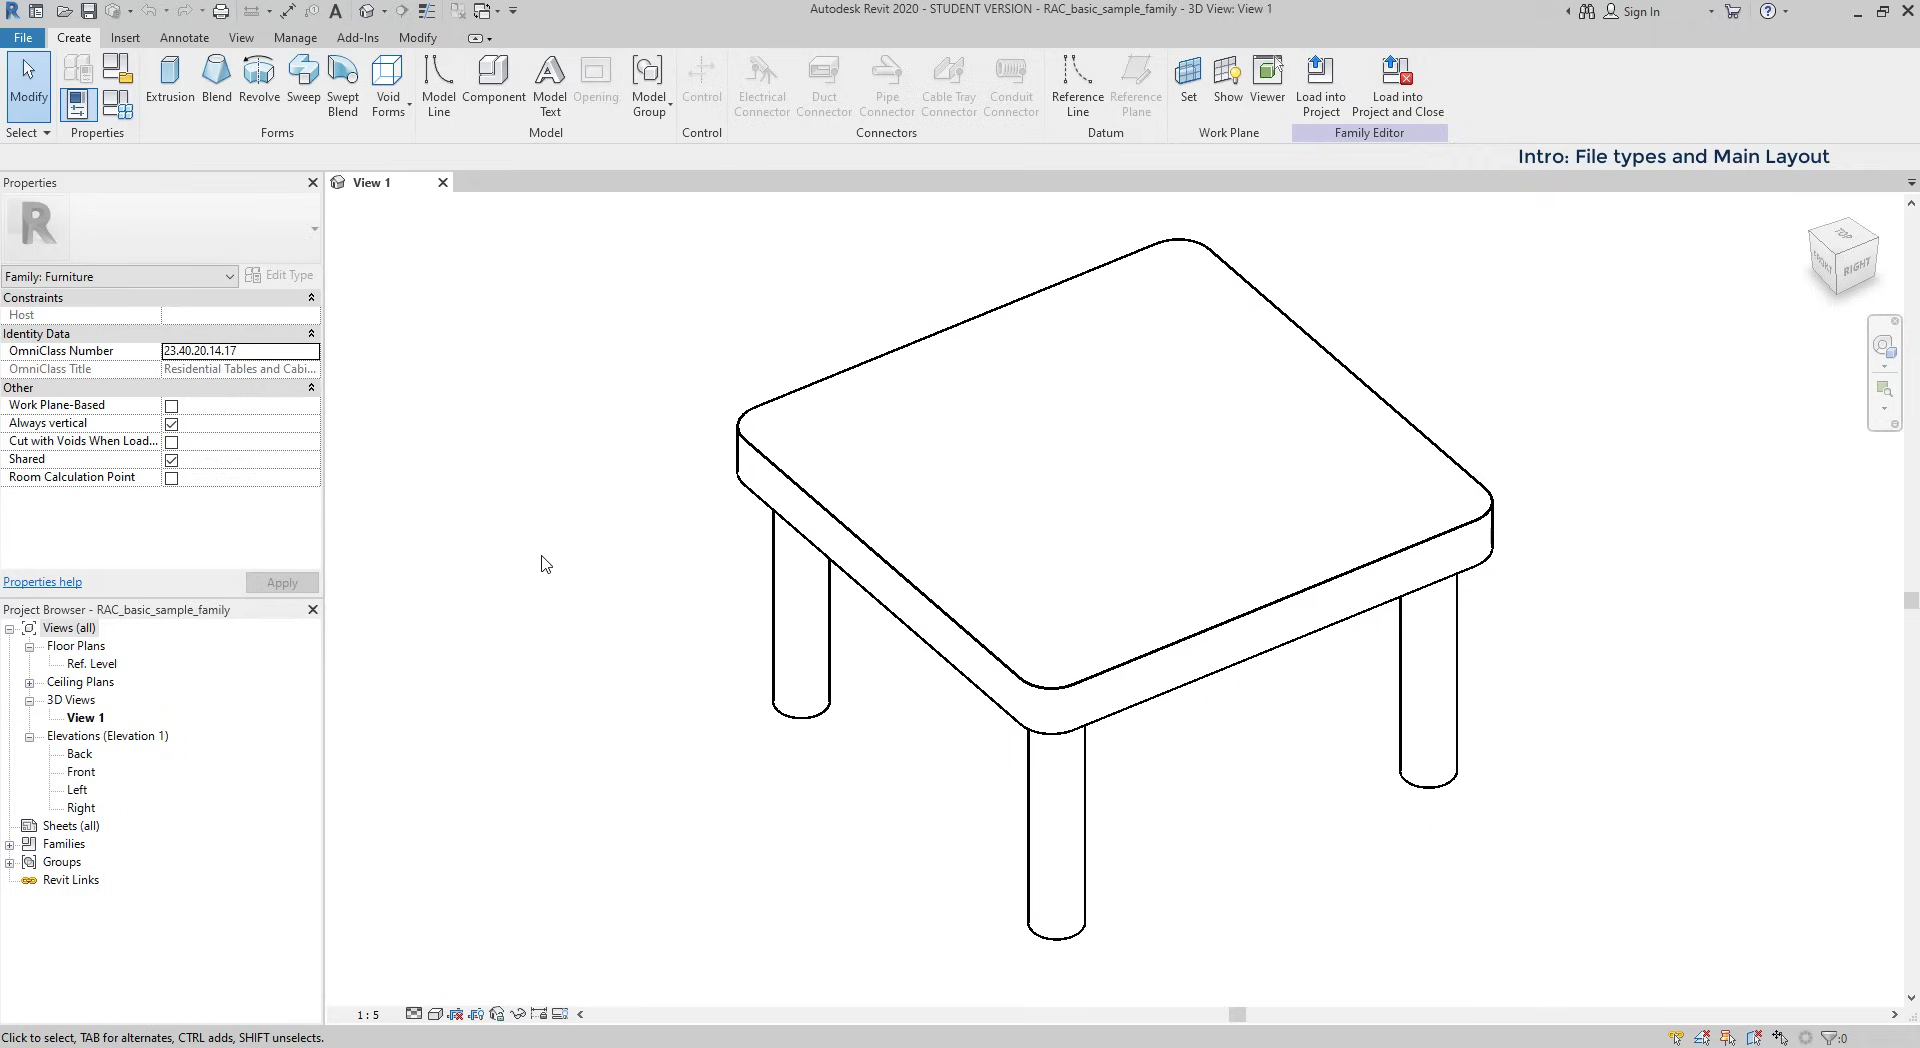 Autodesk Revit 2020 - STUDENT VERSION - RAC_basic_sample_family - 3D View: View 1
Sign In
File Create Insert Annotate View Manage Add-Ins Modify
Modify
Extrusion Blend Revolve Sweep Swept Blend Void Forms
Model Line Component Model Text Opening Model Group
Control
Electrical Connector Duct Connector Pipe Connector Cable Tray Connector Conduit Connector
Reference Line Reference Plane
Set Show Viewer
Load into Project Load into Project and Close
Select Properties Forms Model Control Connectors Datum Work Plane Family Editor
Intro: File types and Main Layout
Properties
View 1
R
Family: Furniture
Edit Type
Constraints
Host
Identity Data
OmniClass Number 23.40.20.14.17
OmniClass Title Residential Tables and Cabi...
Other
Work Plane-Based
Always vertical
Cut with Voids When Load...
Shared
Room Calculation Point
Properties help
Apply
Project Browser - RAC_basic_sample_family
Views (all)
Floor Plans
Ref. Level
Ceiling Plans
3D Views
View 1
Elevations (Elevation 1)
Back
Front
Left
Right
Sheets (all)
Families
Groups
Revit Links
TOP
FRONT
RIGHT
1 : 5
Click to select, TAB for alternates, CTRL adds, SHIFT unselects.
:0